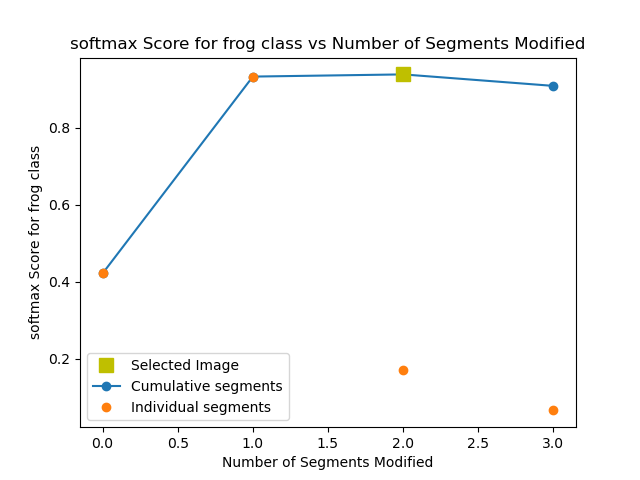 softmax Score for frog class vs Number of Segments Modified
softmax Score for frog class
0.8
0.6
0.4
0.2
Selected Image
Cumulative segments
Individual segments
0.0 0.5 1.0 1.5 2.0 2.5 3.0
Number of Segments Modified